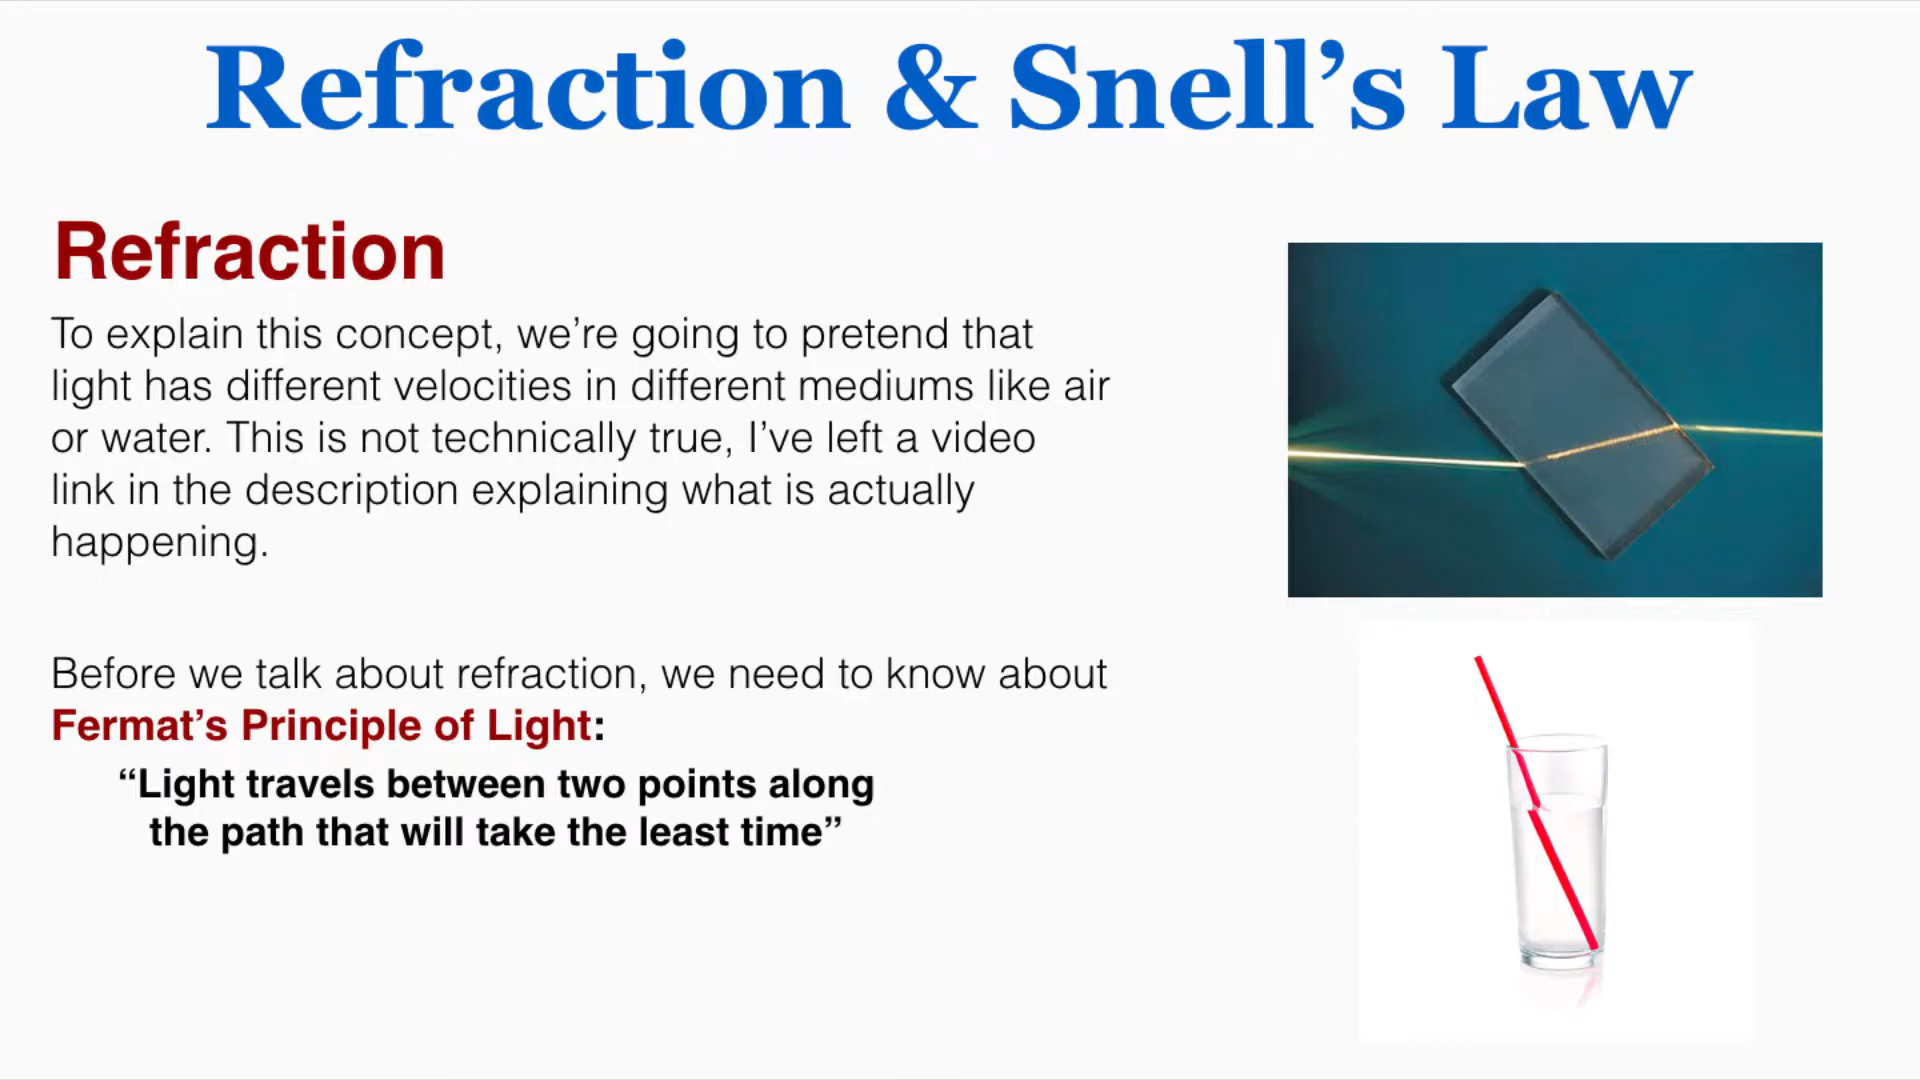 Refraction & Snell’s Law
Refraction
To explain this concept, we’re going to pretend that
light has different velocities in different mediums like air
or water. This is not technically true, I’ve left a video
link in the description explaining what is actually
happening.
Before we talk about refraction, we need to know about
Fermat’s Principle of Light:
“Light travels between two points along
the path that will take the least time”